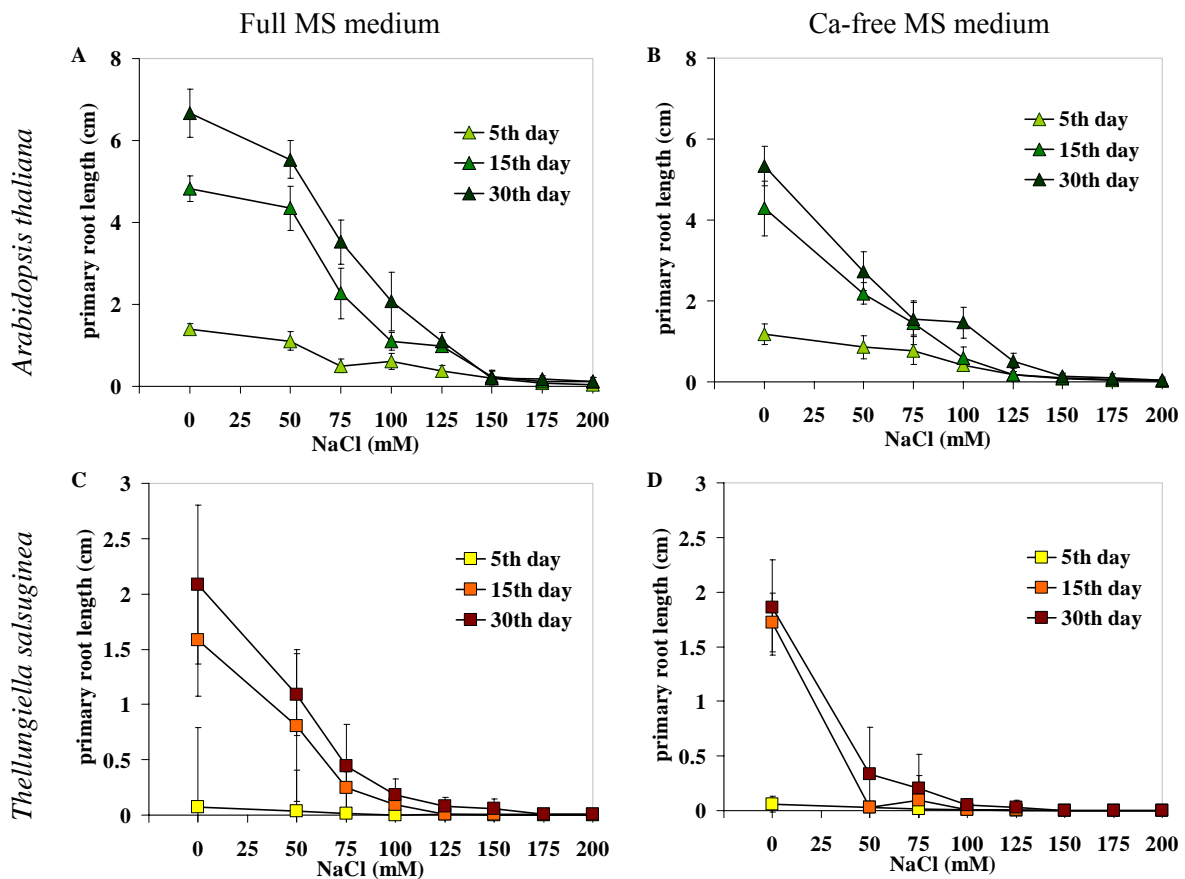 Full MS medium
Ca-free MS medium
Arabidopsis thaliana
A
primary root length (cm)
8
6
4
2
0
5th day
15th day
30th day
0 25 50 75 100 125 150 175 200
NaCl (mM)
B
primary root length (cm)
8
6
4
2
0
5th day
15th day
30th day
0 25 50 75 100 125 150 175 200
NaCl (mM)
Thellungiella salsuginea
C
primary root length (cm)
3
2.5
2
1.5
1
0.5
0
5th day
15th day
30th day
0 50 75 100 125 150 175 200
NaCl (mM)
D
primary root length (cm)
3
2.5
2
1.5
1
0.5
0
5th day
15th day
30th day
0 50 75 100 125 150 175 200
NaCl (mM)